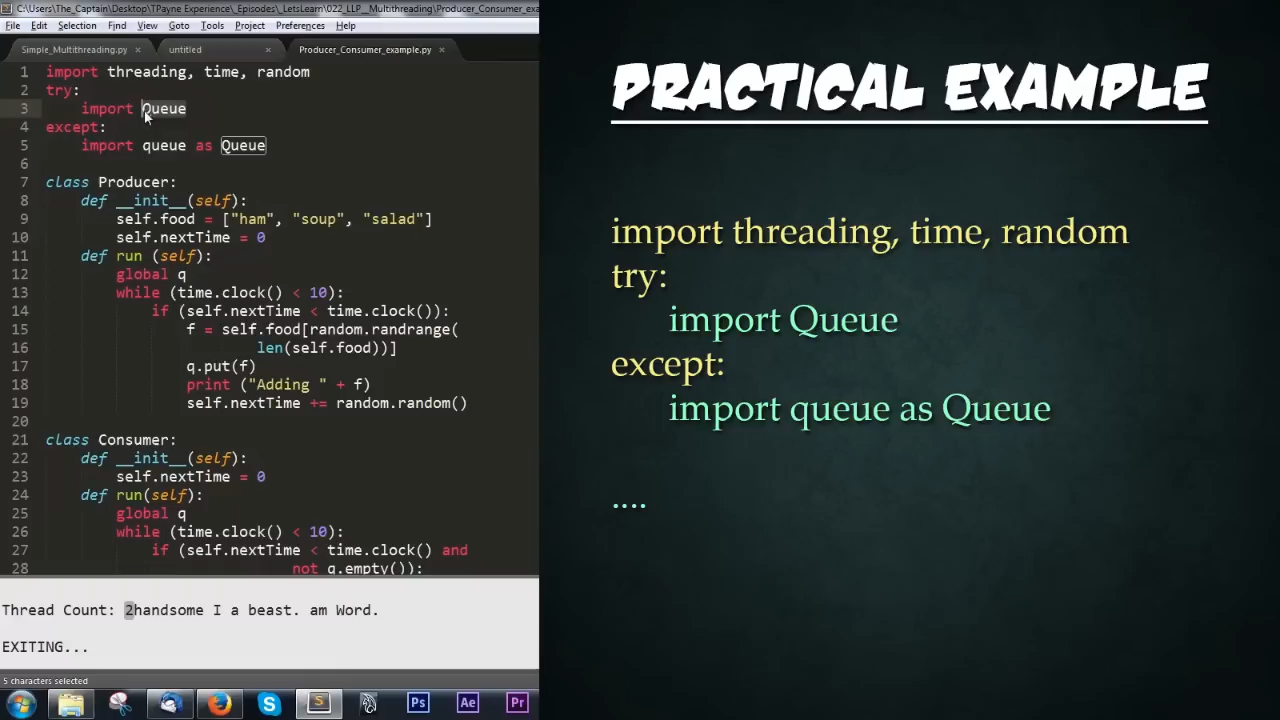 C:\Users\The_Captain\Desktop\TPayne Experience\_Episodes\_LetsLearn\022_LLP_Multithreading\Producer_Consumer_exa
File Edit Selection Find View Goto Tools Project Preferences Help
Simple_Multithreading.py × untitled × Producer_Consumer_example.py ×
1 import threading, time, random
2 try:
3 import Queue
4 except:
5 import queue as Queue
6
7 class Producer:
8 def __init__(self):
9 self.food = ["ham", "soup", "salad"]
10 self.nextTime = 0
11 def run (self):
12 global q
13 while (time.clock() < 10):
14 if (self.nextTime < time.clock()):
15 f = self.food[random.randrange(
16 len(self.food))]
17 q.put(f)
18 print ("Adding " + f)
19 self.nextTime += random.random()
20
21 class Consumer:
22 def __init__(self):
23 self.nextTime = 0
24 def run(self):
25 global q
26 while (time.clock() < 10):
27 if (self.nextTime < time.clock() and
28 not q.empty()):
Thread Count: 2handsome I a beast. am Word.
EXITING...
5 characters selected
S S Ps Ae Pr
PRACTICAL EXAMPLE
import threading, time, random
try:
import Queue
except:
import queue as Queue
....